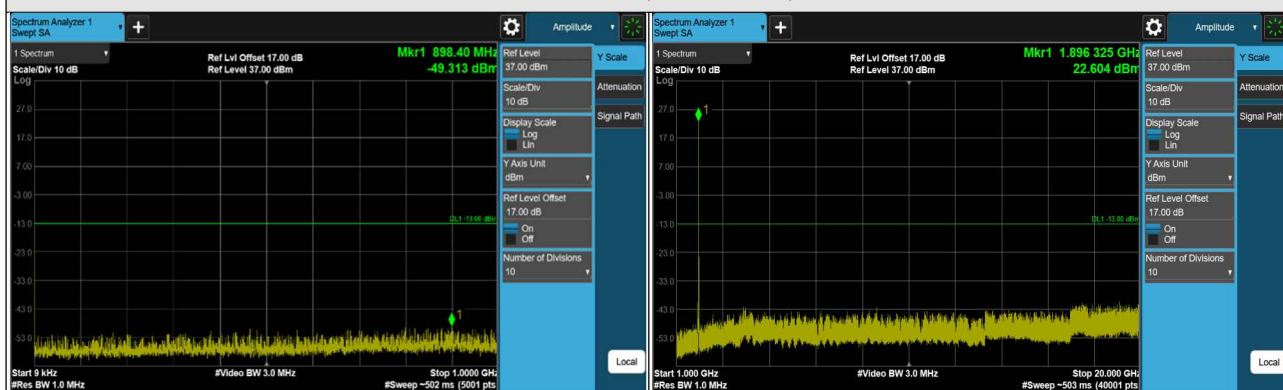 Spectrum Analyzer 1
Swept SA
+
Amplitude
1 Spectrum
Scale/Div 10 dB
Log
Ref Lvl Offset 17.00 dB
Ref Level 37.00 dBm
Mkr1 898.40 MHz
-49.313 dBm
27.0
17.0
7.00
-3.00
-13.0
-23.0
-33.0
-43.0
-53.0
DL1 -13.00 dBm
1
Start 9 kHz
#Res BW 1.0 MHz
#Video BW 3.0 MHz
Stop 1.0000 GHz
#Sweep ~502 ms (5001 pts
Ref Level
37.00 dBm
Scale/Div
10 dB
Display Scale
Log
Lin
Y Axis Unit
dBm
Ref Level Offset
17.00 dB
On
Off
Number of Divisions
10
Y Scale
Attenuation
Signal Path
Local
Spectrum Analyzer 1
Swept SA
+
Amplitude
1 Spectrum
Scale/Div 10 dB
Log
Ref Lvl Offset 17.00 dB
Ref Level 37.00 dBm
Mkr1 1.896 325 GHz
22.604 dBm
27.0
17.0
7.00
-3.00
-13.0
-23.0
-33.0
-43.0
-53.0
DL1 -13.00 dBm
1
Start 1.000 GHz
#Res BW 1.0 MHz
#Video BW 3.0 MHz
Stop 20.000 GHz
#Sweep ~503 ms (40001 pts
Ref Level
37.00 dBm
Scale/Div
10 dB
Display Scale
Log
Lin
Y Axis Unit
dBm
Ref Level Offset
17.00 dB
On
Off
Number of Divisions
10
Y Scale
Attenuation
Signal Path
Local